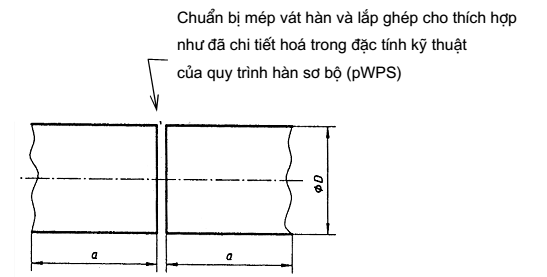 Chuẩn bị mép vát hàn và lắp ghép cho thích hợp
như đã chi tiết hoá trong đặc tính kỹ thuật
của quy trình hàn sơ bộ (pWPS)
ΦD
a a